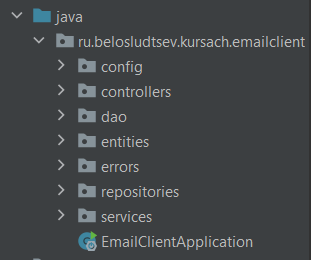 java
ru.belosludtsev.kursach.emailclient
config
controllers
dao
entities
errors
repositories
services
EmailClientApplication